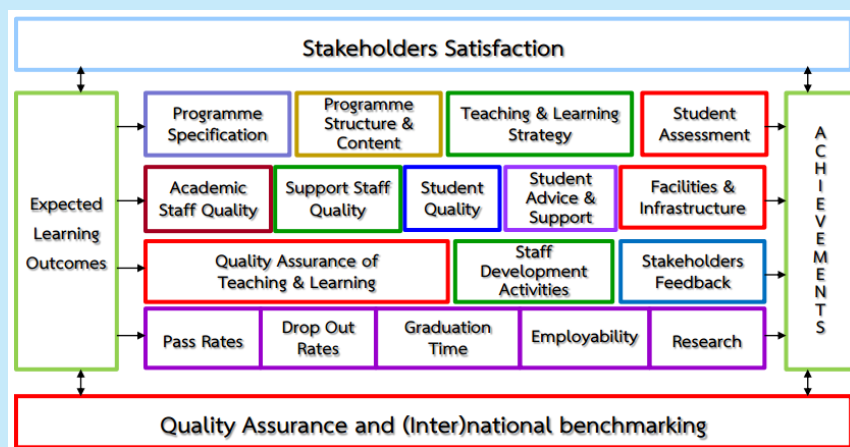 Stakeholders Satisfaction
Expected
Learning
Outcomes
Programme
Specification
Programme
Structure &
Content
Teaching & Learning
Strategy
Student
Assessment
Academic
Staff Quality
Support Staff
Quality
Student
Quality
Student
Advice &
Support
Facilities &
Infrastructure
Quality Assurance of
Teaching & Learning
Staff
Development
Activities
Stakeholders
Feedback
Pass Rates
Drop Out
Rates
Graduation
Time
Employability
Research
ACHIEVEMENTS
Quality Assurance and (Inter)national benchmarking